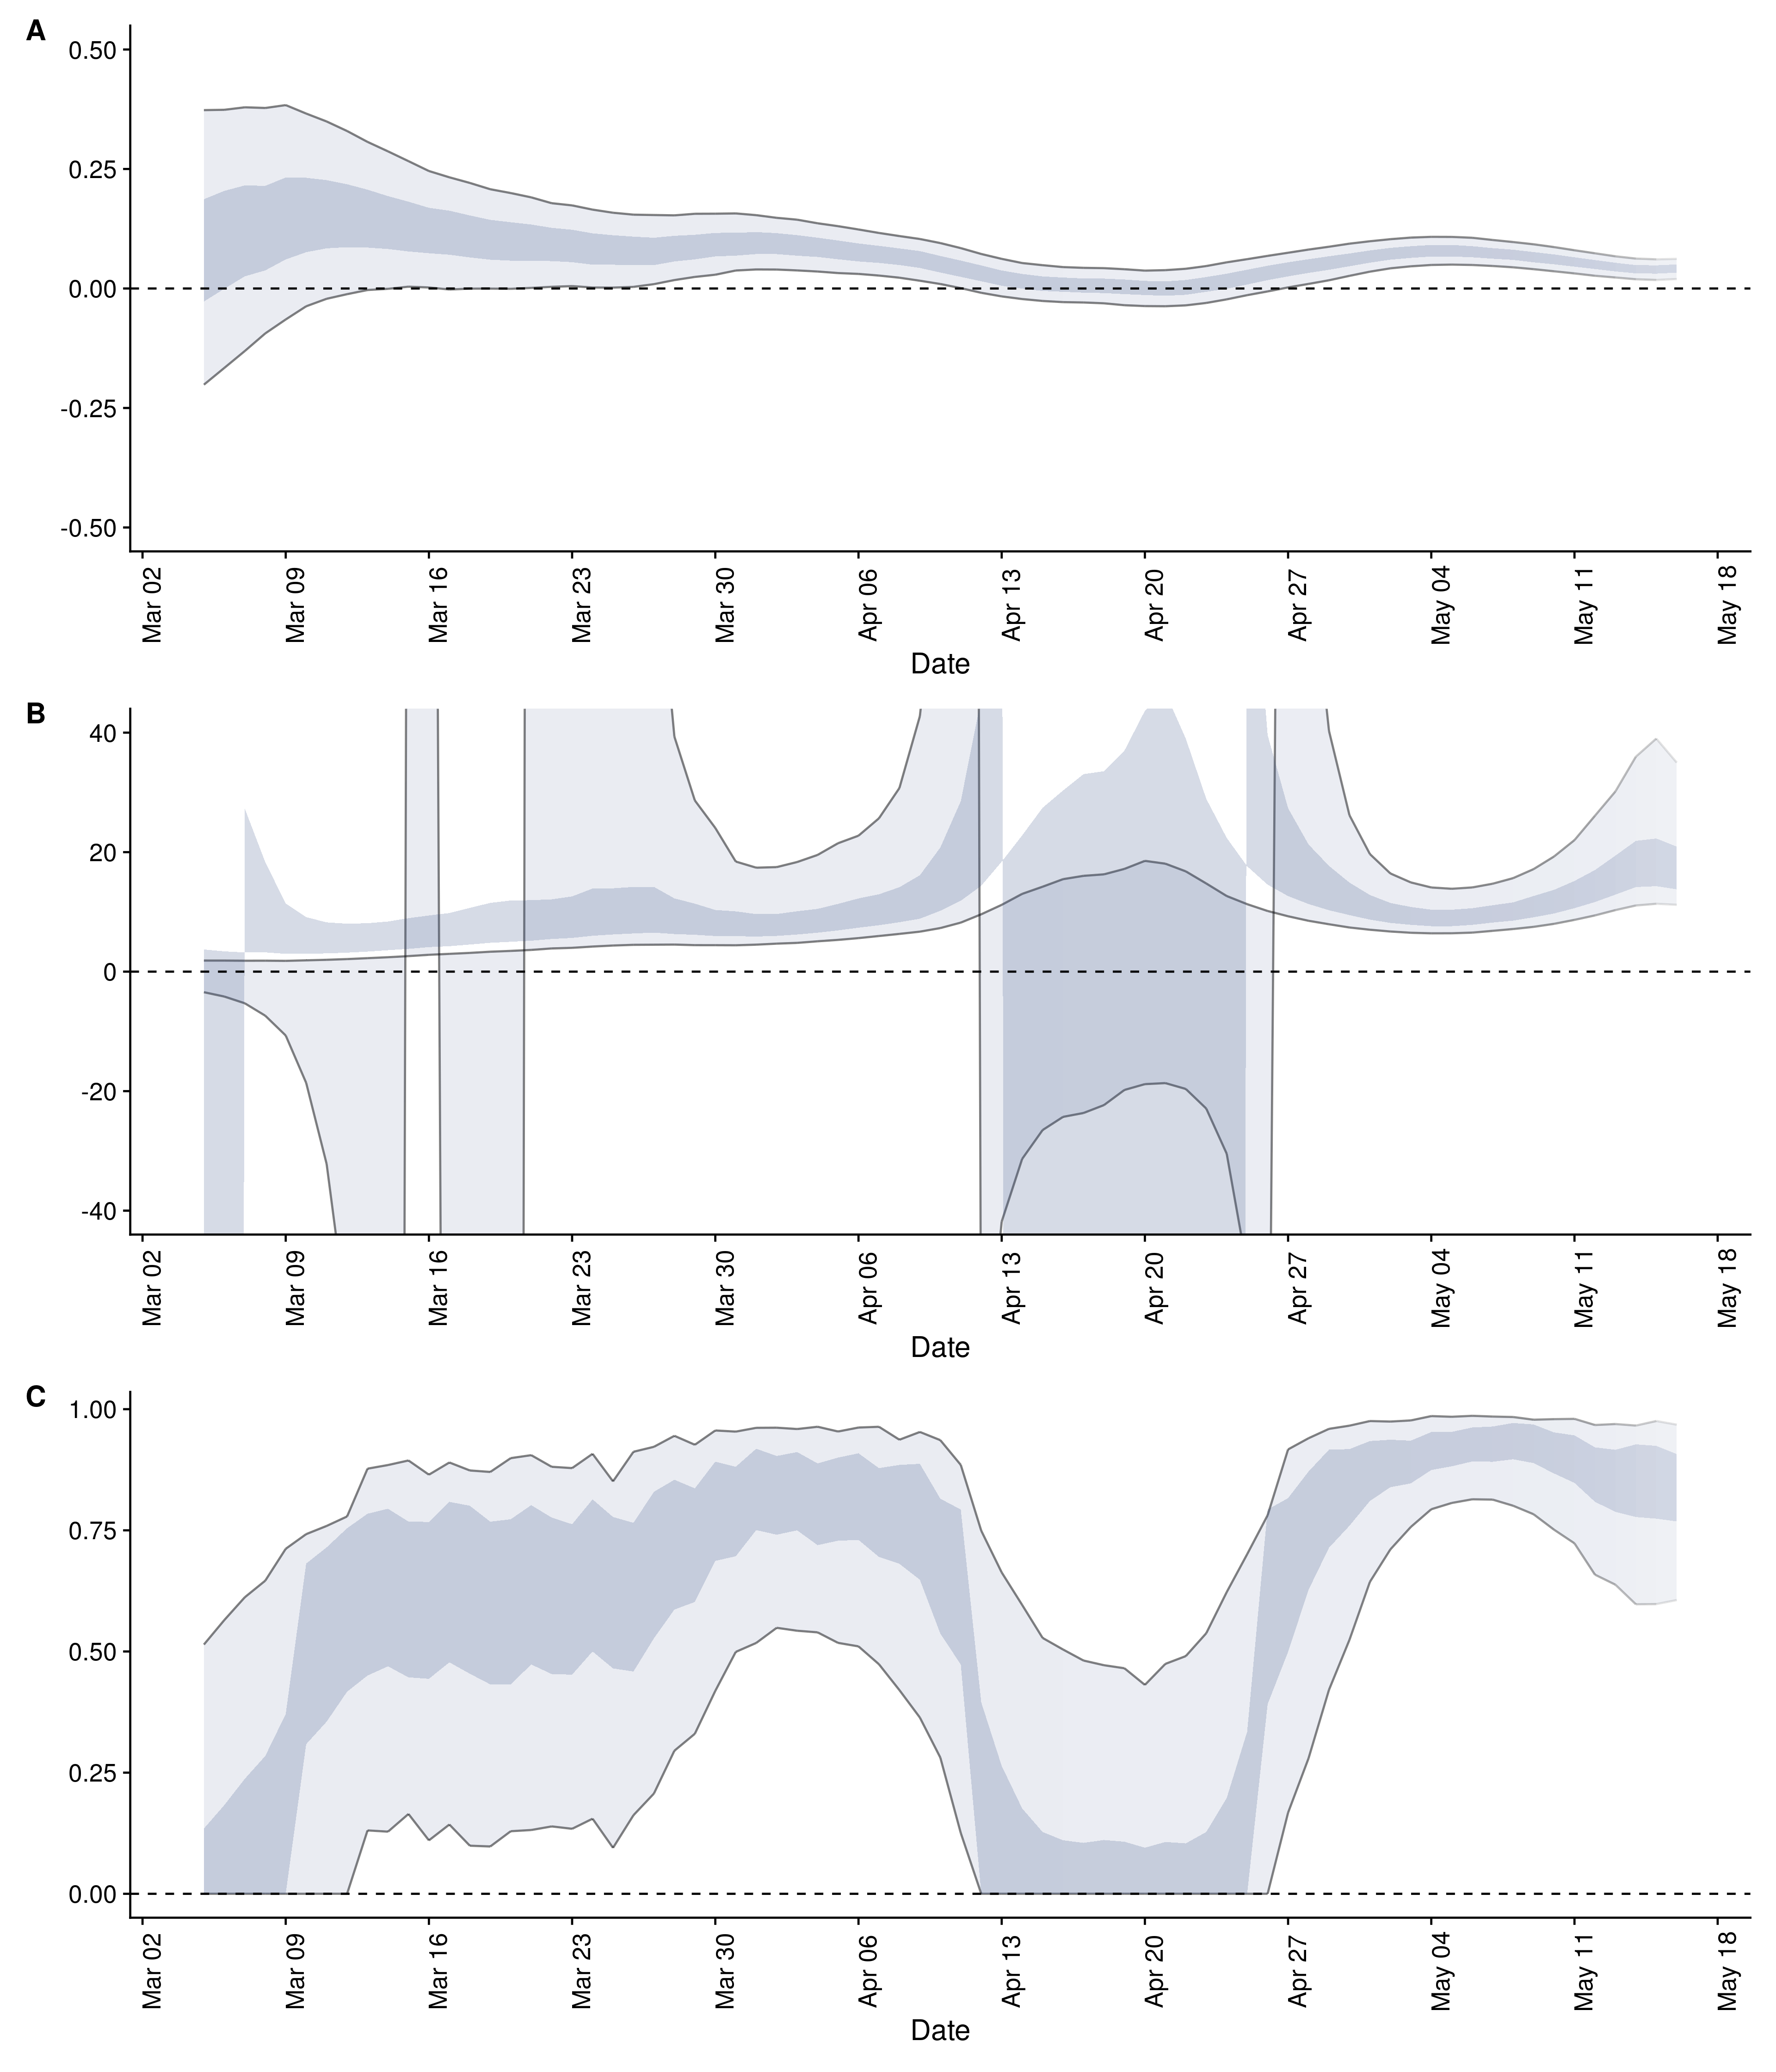 A
0.50
0.25
0.00
-0.25
-0.50
Mar 02
Mar 09
Mar 16
Mar 23
Mar 30
Apr 06
Apr 13
Apr 20
Apr 27
May 04
May 11
May 18
Date
B
40
20
0
-20
-40
Mar 02
Mar 09
Mar 16
Mar 23
Mar 30
Apr 06
Apr 13
Apr 20
Apr 27
May 04
May 11
May 18
Date
C
1.00
0.75
0.50
0.25
0.00
Mar 02
Mar 09
Mar 16
Mar 23
Mar 30
Apr 06
Apr 13
Apr 20
Apr 27
May 04
May 11
May 18
Date